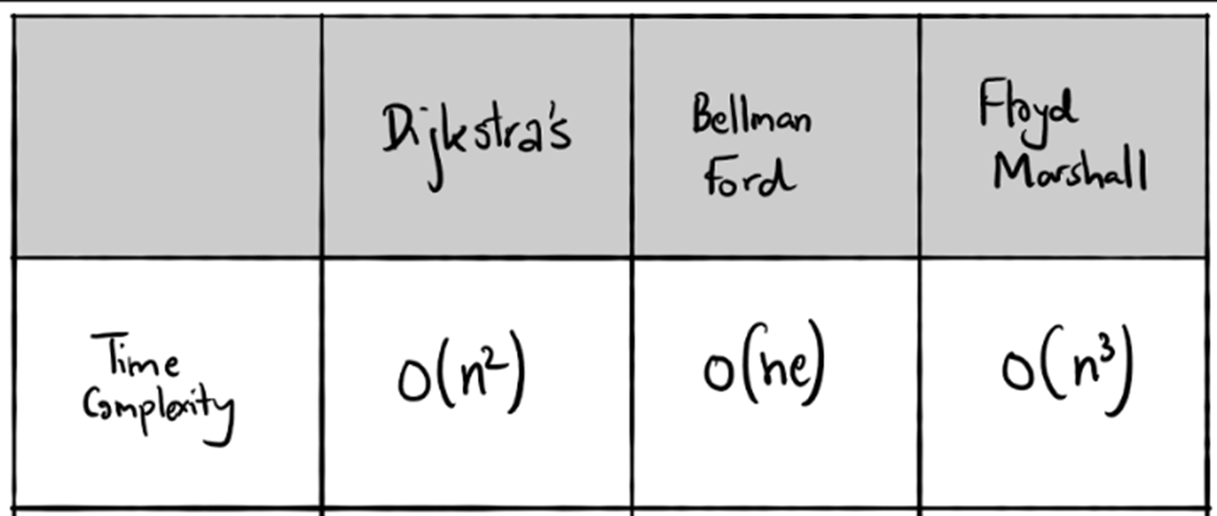 Dijkstra's
Bellman
Ford
Floyd
Marshall
Time
Complexity
O(n²)
O(ne)
O(n³)